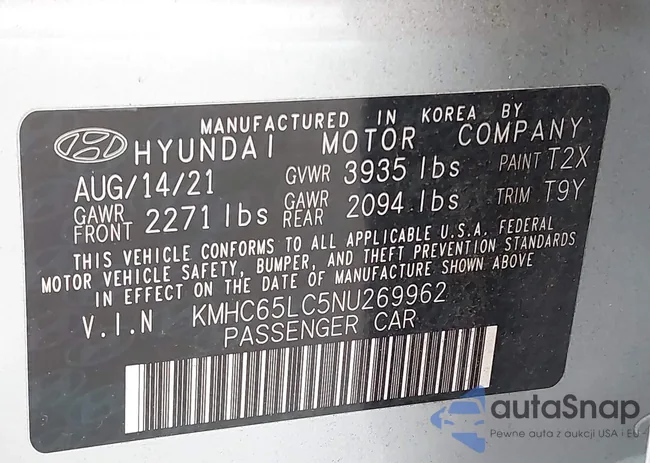 MANUFACTURED IN KOREA BY
HYUNDAI MOTOR COMPANY
AUG/14/21 GVWR 3935 lbs PAINT T2X
GAWR FRONT 2271 lbs GAWR REAR 2094 lbs TRIM T9Y
THIS VEHICLE CONFORMS TO ALL APPLICABLE U.S.A. FEDERAL
MOTOR VEHICLE SAFETY, BUMPER, AND THEFT PREVENTION STANDARDS
IN EFFECT ON THE DATE OF MANUFACTURE SHOWN ABOVE
V.I.N KMHC65LC5NU269962
PASSENGER CAR
autaSnap
Pewne auta z aukcji USA i EU